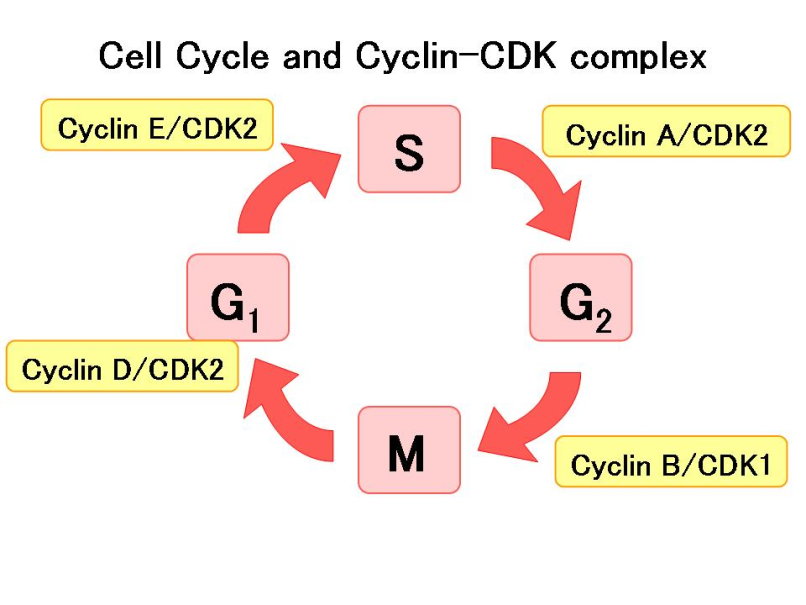 Cell Cycle and Cyclin-CDK complex
Cyclin E/CDK2
S
Cyclin A/CDK2
G1
G2
Cyclin D/CDK2
M
Cyclin B/CDK1